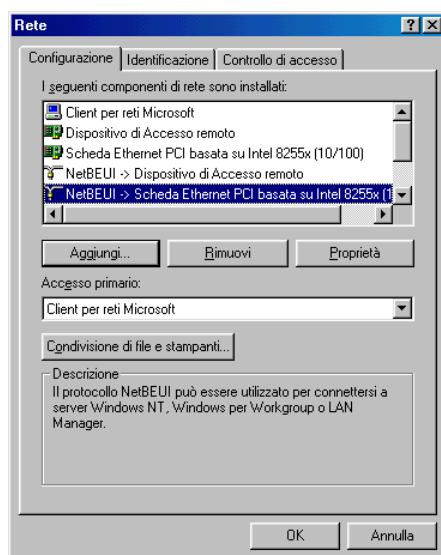 Rete
Configurazione Identificazione Controllo di accesso
I seguenti componenti di rete sono installati:
Client per reti Microsoft
Dispositivo di Accesso remoto
Scheda Ethernet PCI basata su Intel 8255x (10/100)
NetBEUI -> Dispositivo di Accesso remoto
NetBEUI -> Scheda Ethernet PCI basata su Intel 8255x (1
Aggiungi... Rimuovi Proprietà
Accesso primario:
Client per reti Microsoft
Condivisione di file e stampanti...
Descrizione
Il protocollo NetBEUI può essere utilizzato per connettersi a
server Windows NT, Windows per Workgroup o LAN
Manager.
OK Annulla